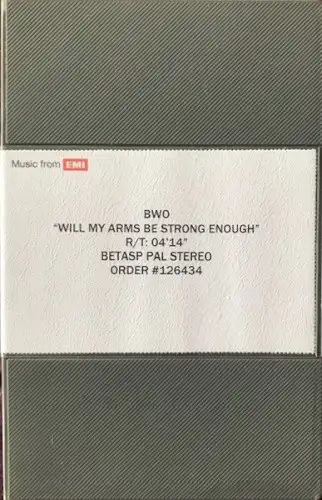 Music from EMI
BWO
"WILL MY ARMS BE STRONG ENOUGH"
R/T: 04'14"
BETASP PAL STEREO
ORDER #126434